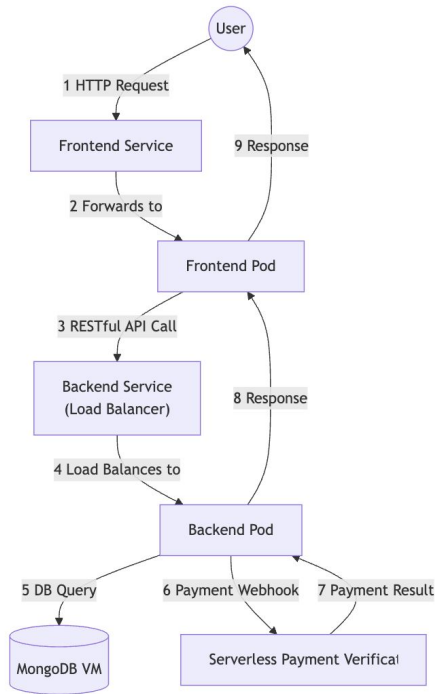 User
1 HTTP Request
Frontend Service
9 Response
2 Forwards to
Frontend Pod
3 RESTful API Call
Backend Service
(Load Balancer)
8 Response
4 Load Balances to
Backend Pod
5 DB Query
6 Payment Webhook
7 Payment Result
MongoDB VM
Serverless Payment Verificat